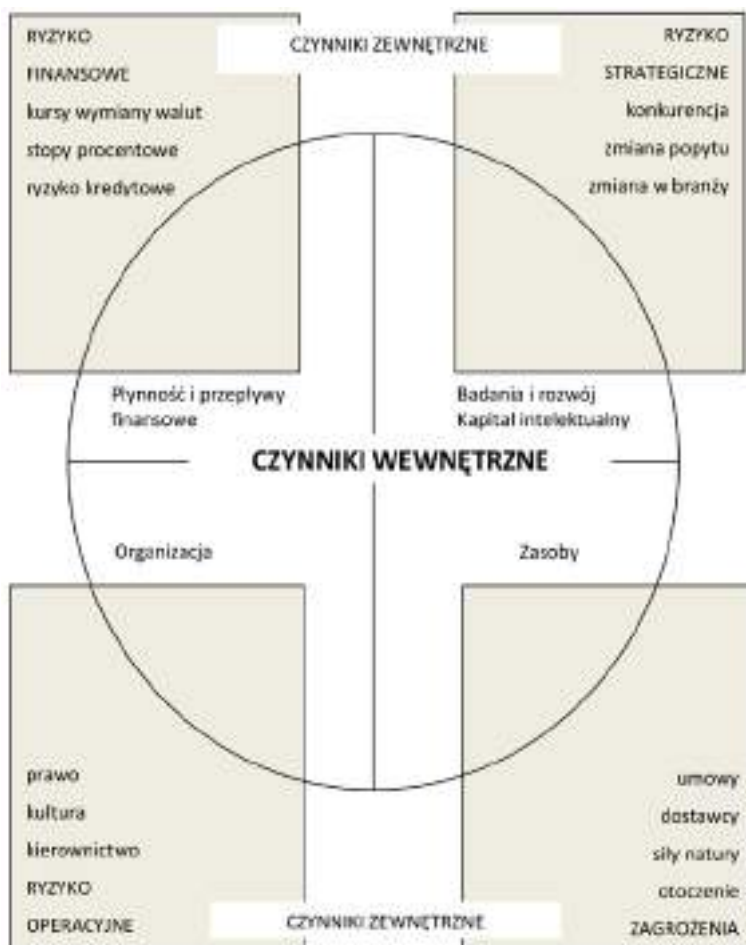 CZYNNIKI ZEWNĘTRZNE
RYZYKO
FINANSOWE
kursy wymiany walut
stopy procentowe
ryzyko kredytowe
RYZYKO
STRATEGICZNE
konkurencja
zmiana popytu
zmiana w branży
Płynność i przepływy
finansowe
Badania i rozwój
Kapitał intelektualny
CZYNNIKI WEWNĘTRZNE
Organizacja
Zasoby
prawo
kultura
kierownictwo
RYZYKO
OPERACYJNE
umowy
dostawcy
siły natury
otoczenie
ZAGROŻENIA
CZYNNIKI ZEWNĘTRZNE